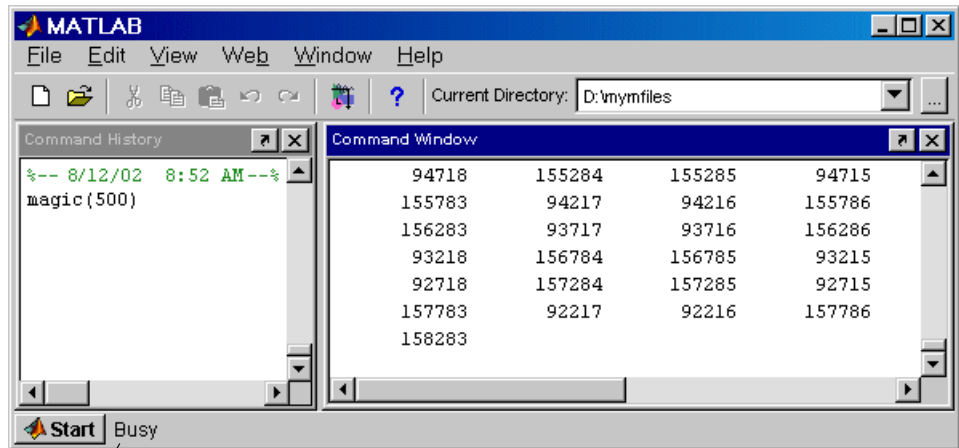 MATLAB
File Edit View Web Window Help
? Current Directory: D:\mymfiles ...
Command History
%-- 8/12/02 8:52 AM --%
magic(500)
Command Window
94718 155284 155285 94715
155783 94217 94216 155786
156283 93717 93716 156286
93218 156784 156785 93215
92718 157284 157285 92715
157783 92217 92216 157786
158283
Start Busy